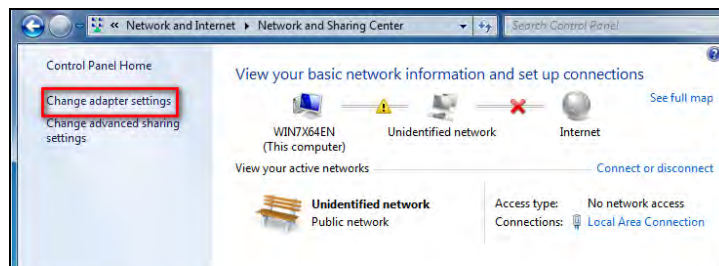 « Network and Internet ▸ Network and Sharing Center
Search Control Panel
Control Panel Home
Change adapter settings
Change advanced sharing
settings
View your basic network information and set up connections
See full map
WIN7X64EN
(This computer)
Unidentified network
Internet
View your active networks
Connect or disconnect
Unidentified network
Public network
Access type:
No network access
Connections:
Local Area Connection